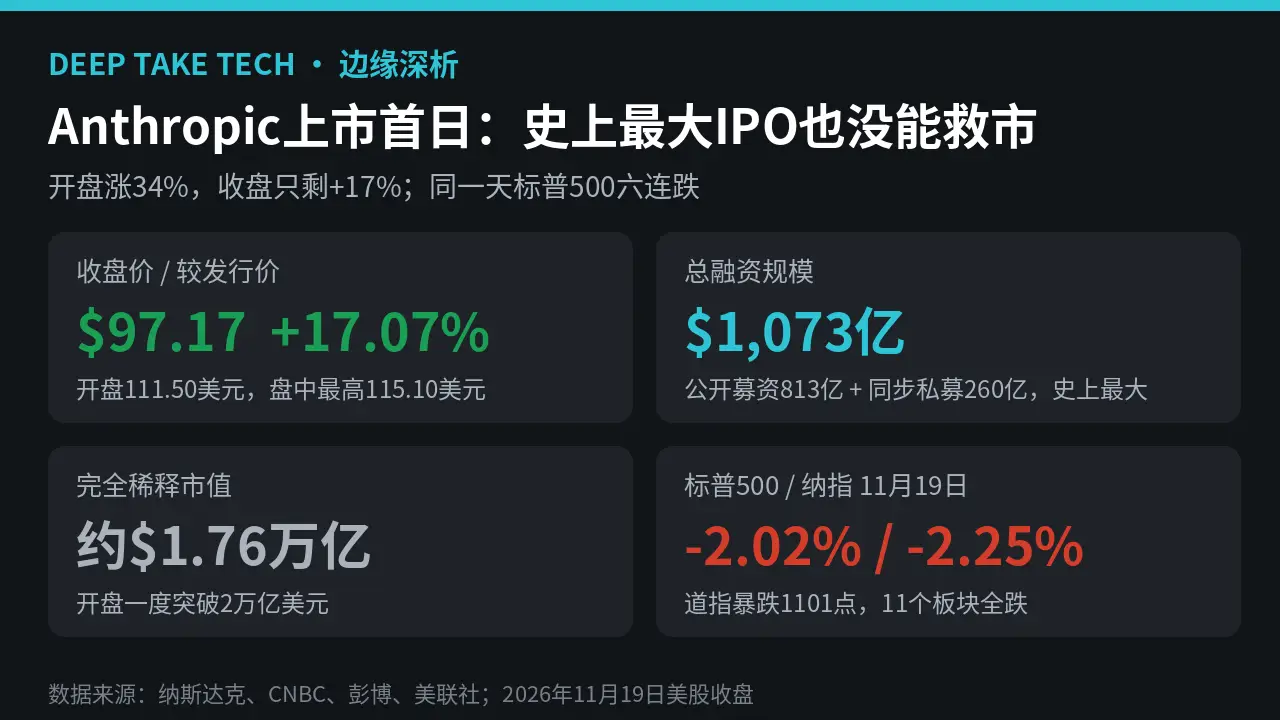 DEEP TAKE TECH · 边缘深析
Anthropic上市首日：史上最大IPO也没能救市
开盘涨34%，收盘只剩+17%；同一天标普500六连跌
收盘价 / 较发行价
$97.17 +17.07%
开盘111.50美元，盘中最高115.10美元
总融资规模
$1,073亿
公开募资813亿 + 同步私募260亿，史上最大
完全稀释市值
约$1.76万亿
开盘一度突破2万亿美元
标普500 / 纳指 11月19日
-2.02% / -2.25%
道指暴跌1101点，11个板块全跌
数据来源：纳斯达克、CNBC、彭博、美联社；2026年11月19日美股收盘